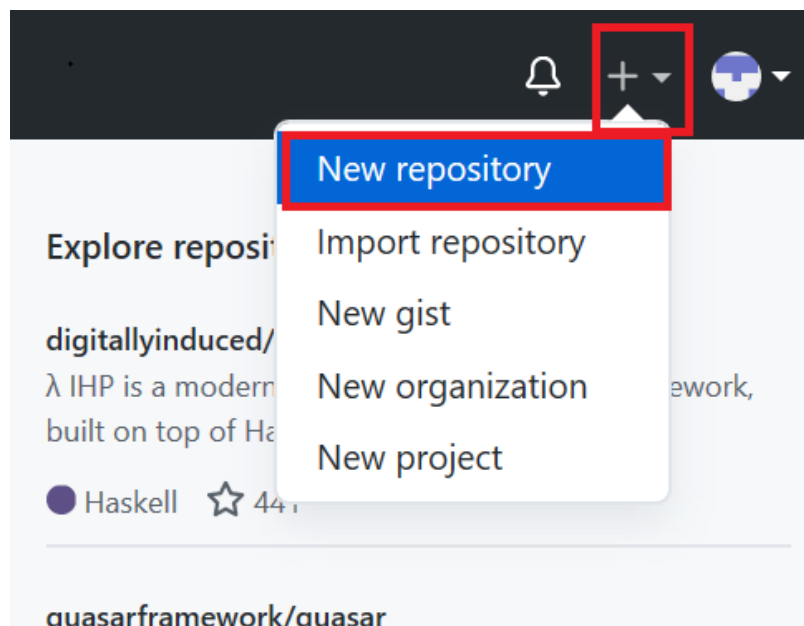 New repository
Explore reposit
Import repository
New gist
digitallyinduced/
λ IHP is a modern
New organization
ework,
built on top of Ha
New project
Haskell
quasarframework/quasar